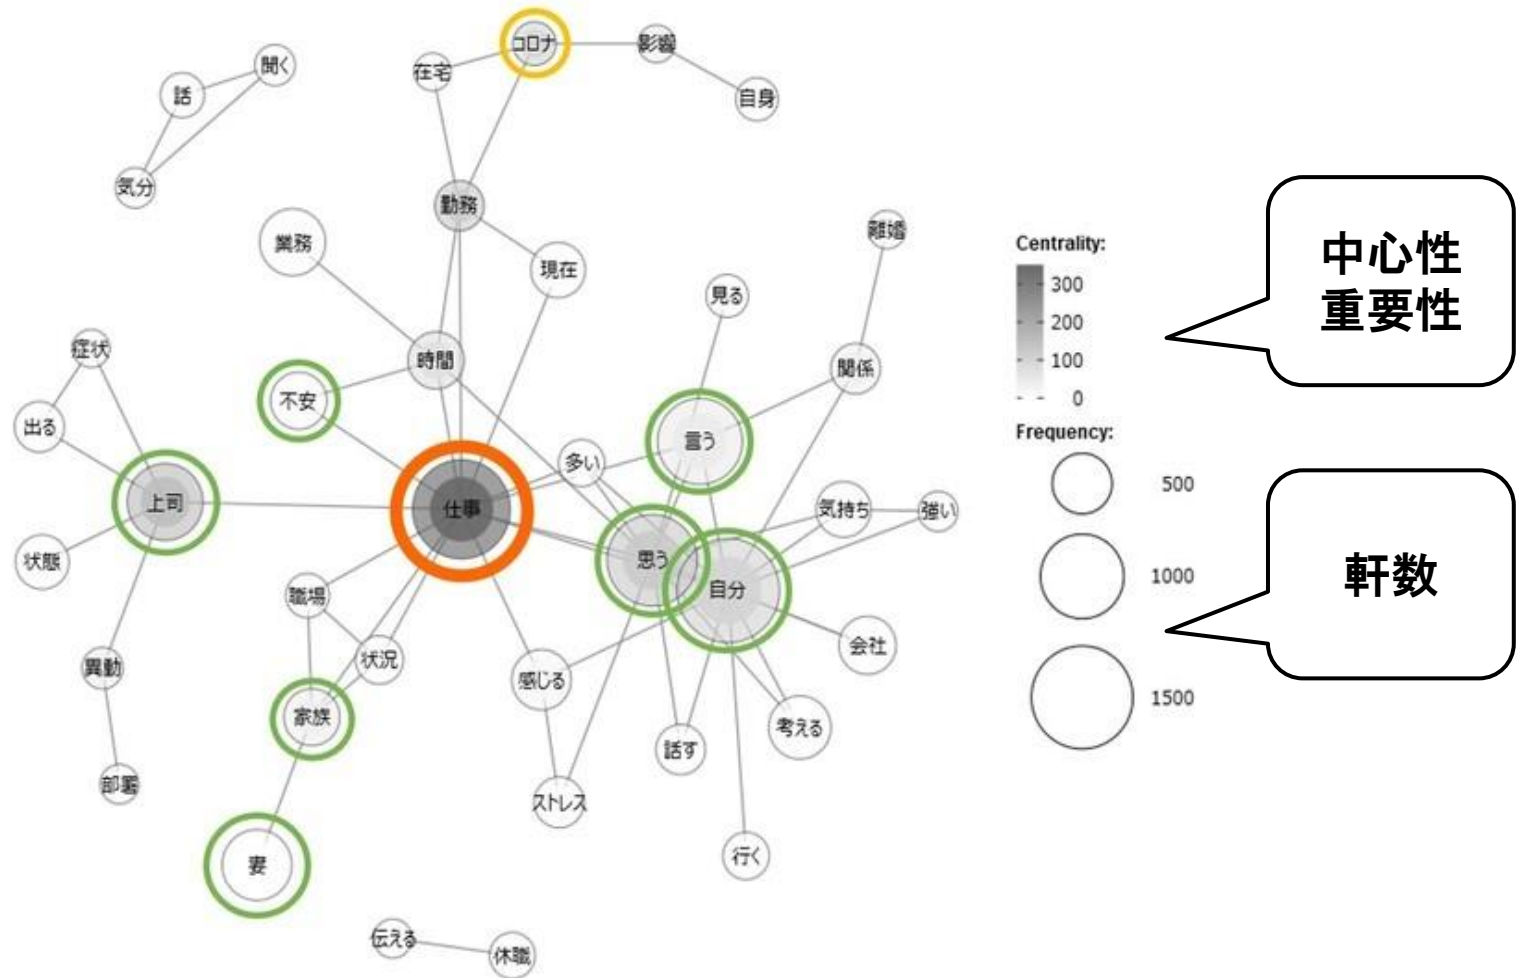 コロナ
影響
在宅
聞く
自身
話
気分
勤務
離婚
業務
現在
見る
症状
時間
関係
不安
出る
言う
多い
上司
仕事
気持ち
強い
状態
思う
自分
職場
会社
状況
異動
感じる
家族
考える
話す
部署
ストレス
行く
妻
伝える
休職
Centrality:
300
200
100
0
Frequency:
500
1000
1500
中心性
重要性
軒数